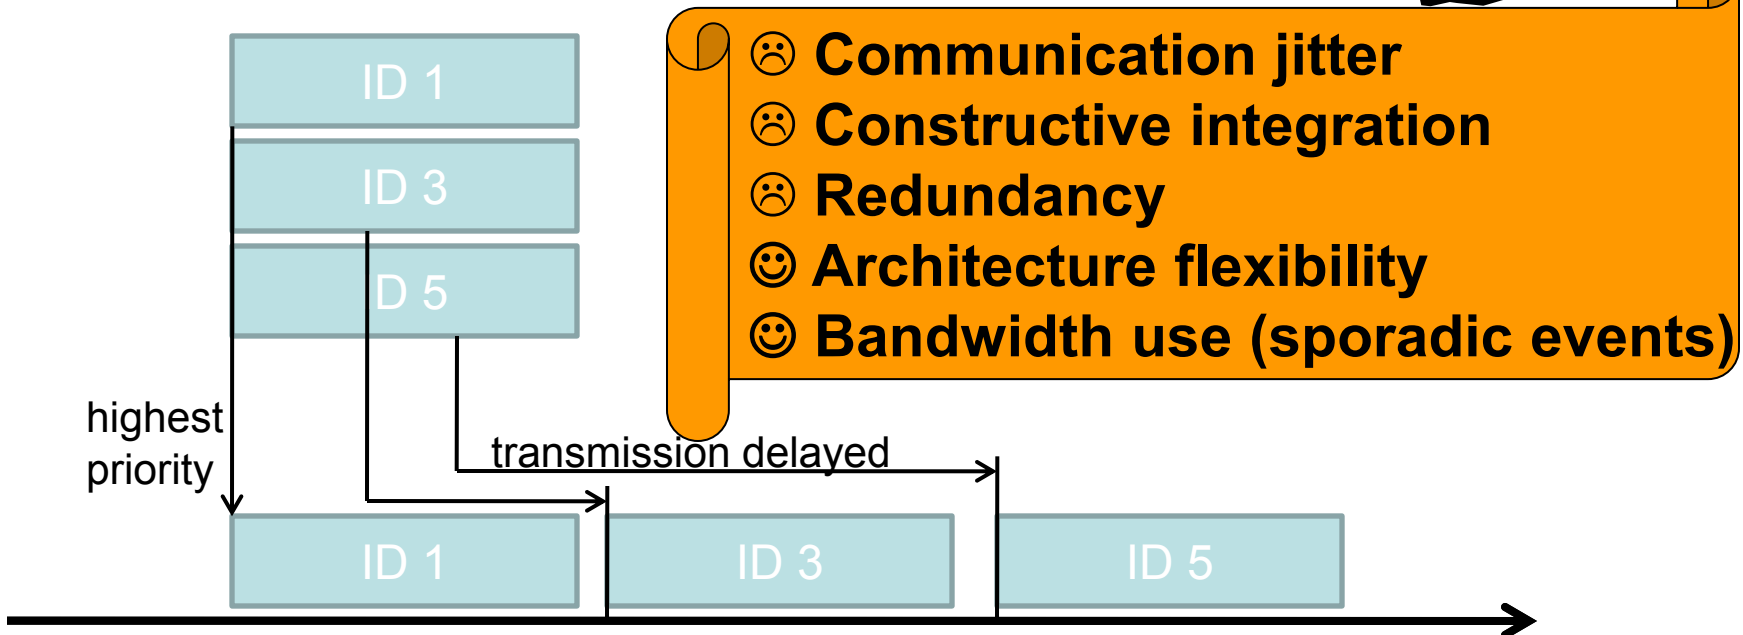 ID 1
ID 3
D 5
☹ Communication jitter
☹ Constructive integration
☹ Redundancy
☺ Architecture flexibility
☺ Bandwidth use (sporadic events)
highest
priority
transmission delayed
ID 1
ID 3
ID 5